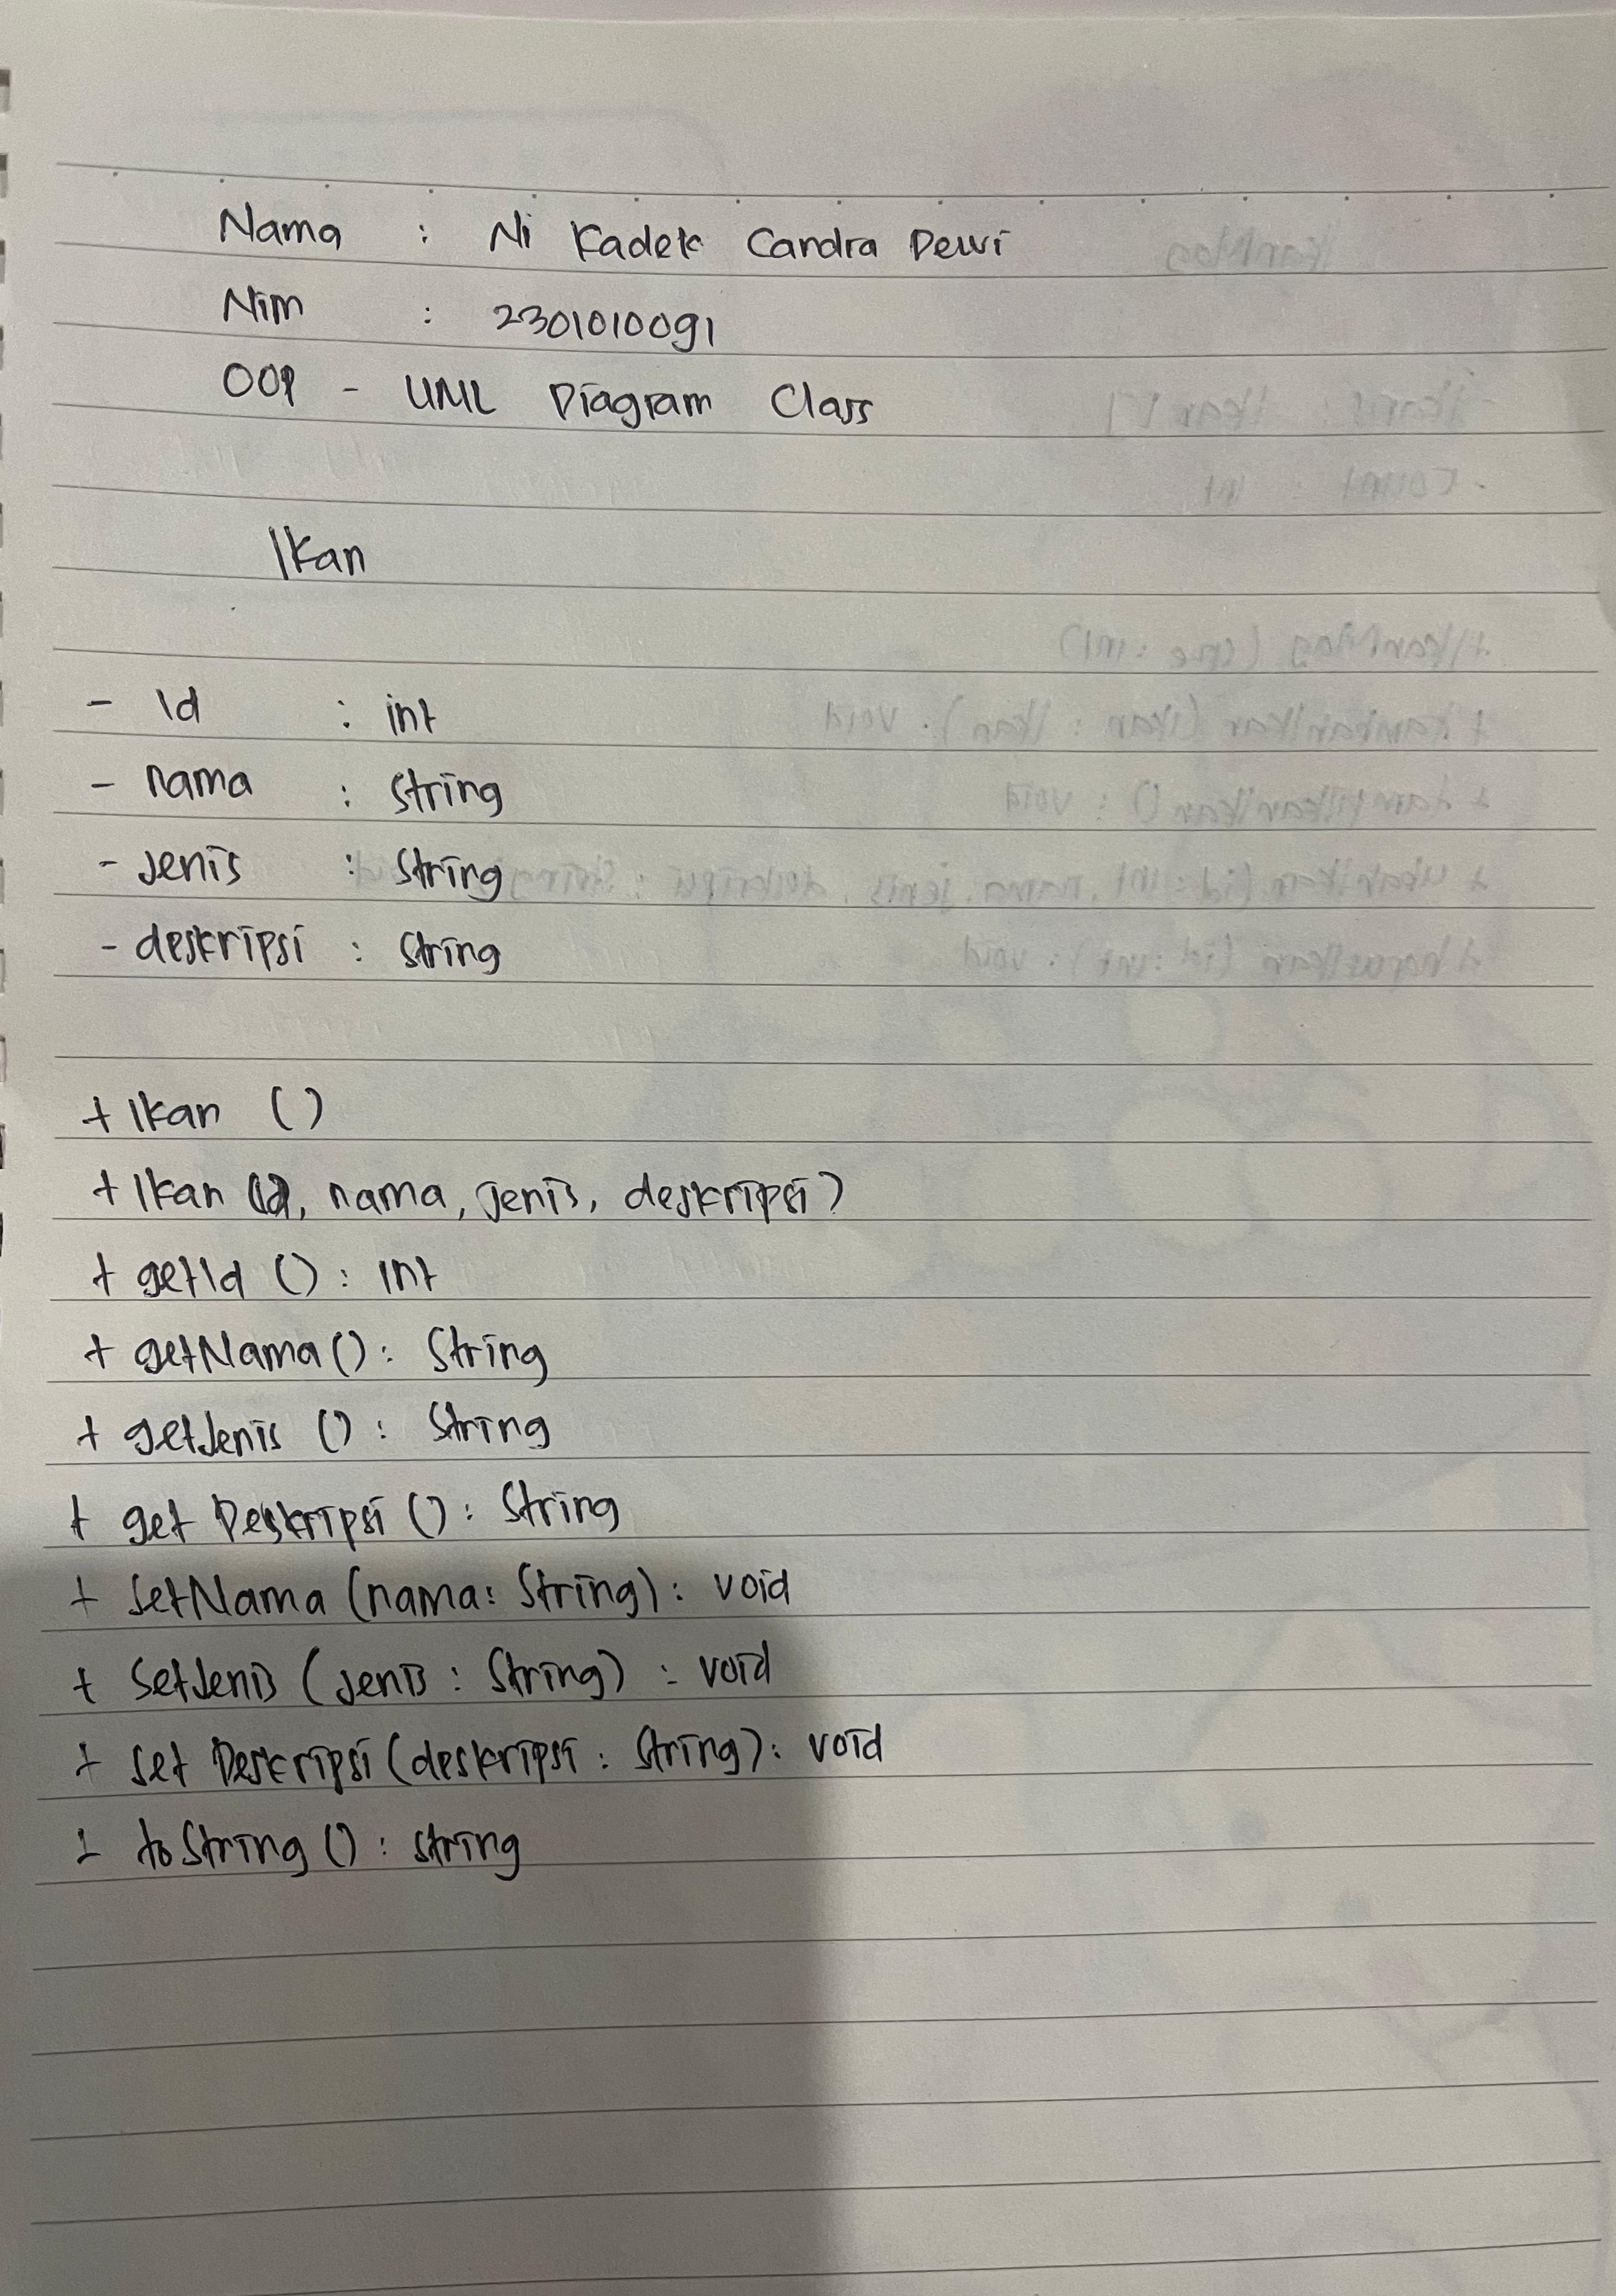 Nama : Ni Kadek Candra Dewi
Nim : 2301010091
OOP - UML Diagram Class
Ikan
- Id : int
- nama : String
- Jenis : String
- deskripsi : String
+ Ikan ()
+ Ikan (Id, nama, jenis, deskripsi)
+ getId () : Int
+ getNama () : String
+ getJenis () : String
+ get Deskripsi () : String
+ SetNama (nama : String) : void
+ SetJenis (jenis : String) : void
+ Set Deskripsi (deskripsi : String) : void
+ toString () : String